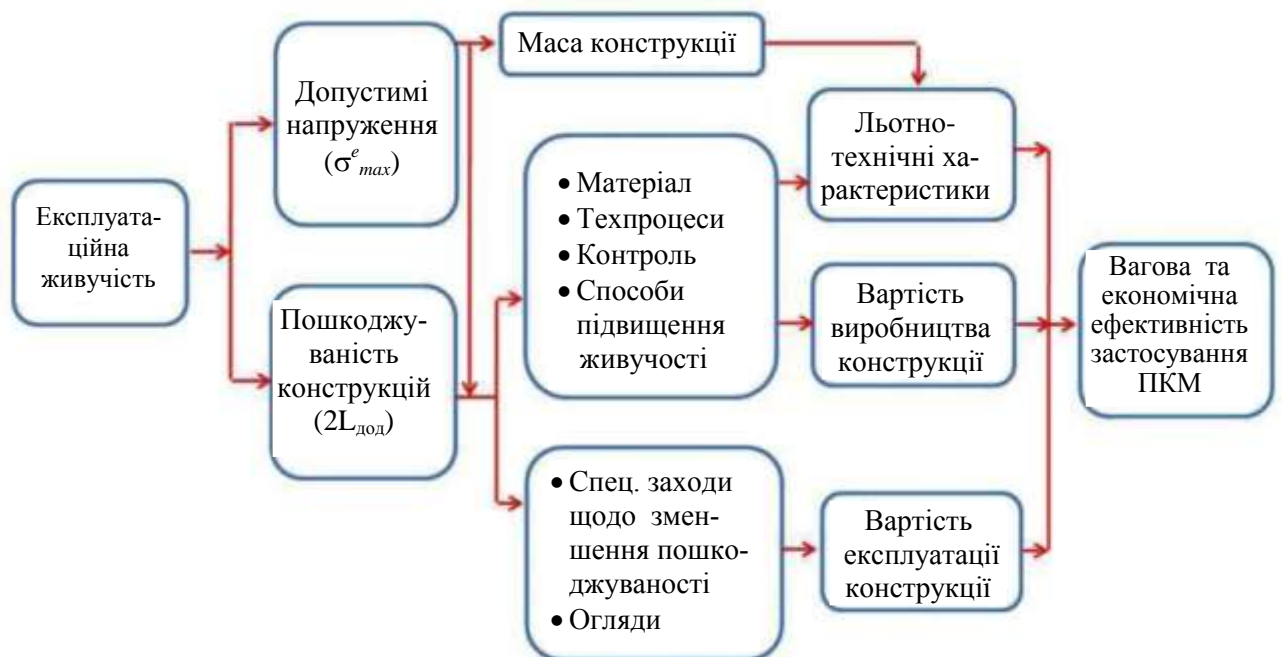 Експлуата-
ційна
живучість
Допустимі
напруження
(σᵉmax)
Пошкоджу-
ваність
конструкцій
(2Lдод)
Маса конструкції
• Матеріал
• Техпроцеси
• Контроль
• Способи
підвищення
живучості
• Спец. заходи
щодо змен-
шення пошко-
джуваності
• Огляди
Льотно-
технічні ха-
рактеристики
Вартість
виробництва
конструкції
Вартість
експлуатації
конструкції
Вагова та
економічна
ефективність
застосування
ПКМ